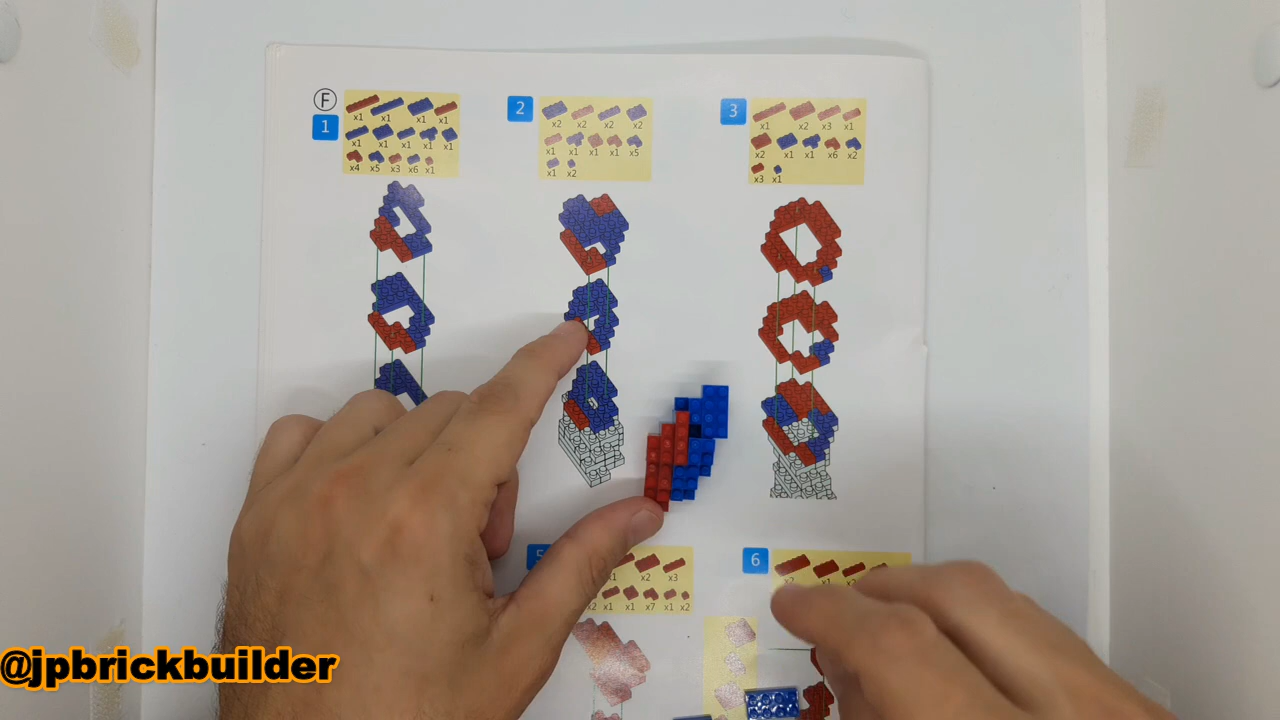 F
1
x1 x1 x1 x1
x1 x1 x1 x1 x1
x4 x5 x3 x6 x1
2
x2 x2 x2 x2
x1 x1 x1 x1 x5
x1 x2
3
x1 x2 x3 x1
x2 x1 x1 x6 x2
x3 x1
5
x1 x2 x3
x2 x1 x1 x7 x1 x2
6
@jpbrickbuilder